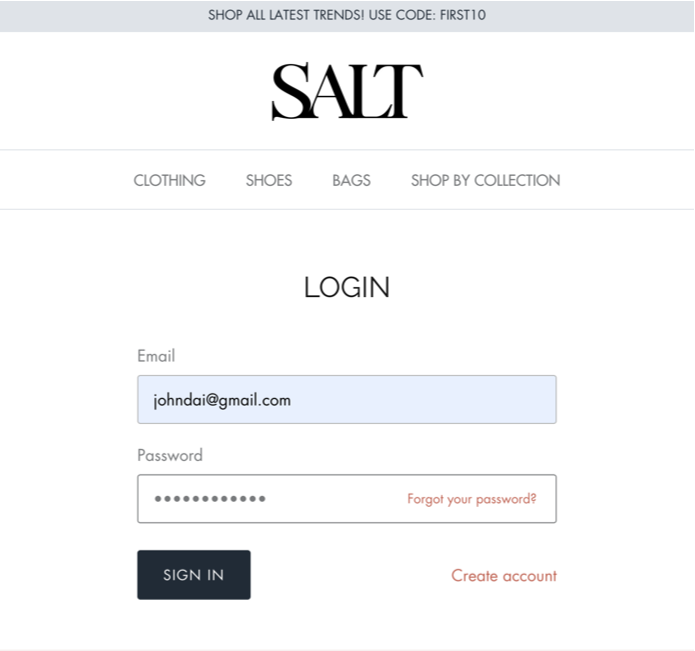 SHOP ALL LATEST TRENDS! USE CODE: FIRST10
SALT
CLOTHING SHOES BAGS SHOP BY COLLECTION
LOGIN
Email
johndai@gmail.com
Password
•••••••••••• Forgot your password?
SIGN IN Create account